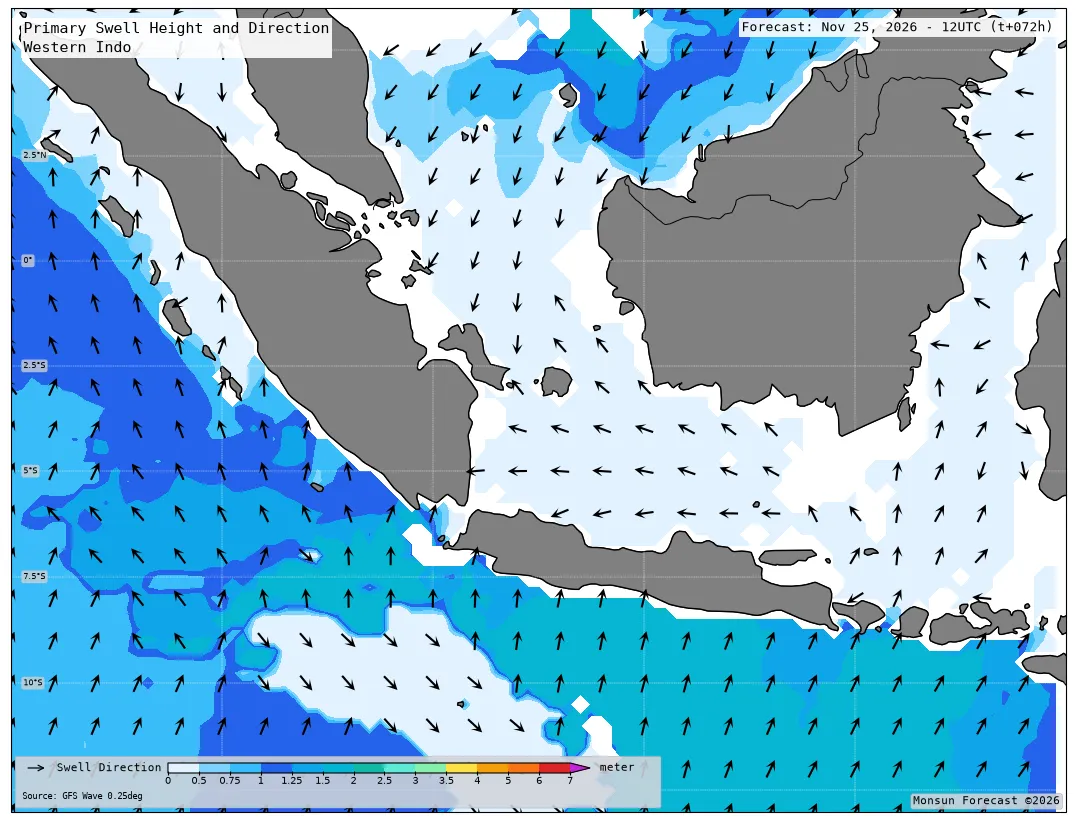 Primary Swell Height and Direction
Western Indo
Forecast: Nov 25, 2026 - 12UTC (t+072h)
2.5°N
0°
2.5°S
5°S
7.5°S
10°S
Swell Direction
0 0.5 0.75 1 1.25 1.5 2 2.5 3 3.5 4 5 6 7
meter
Source: GFS Wave 0.25deg
Monsun Forecast ©2026